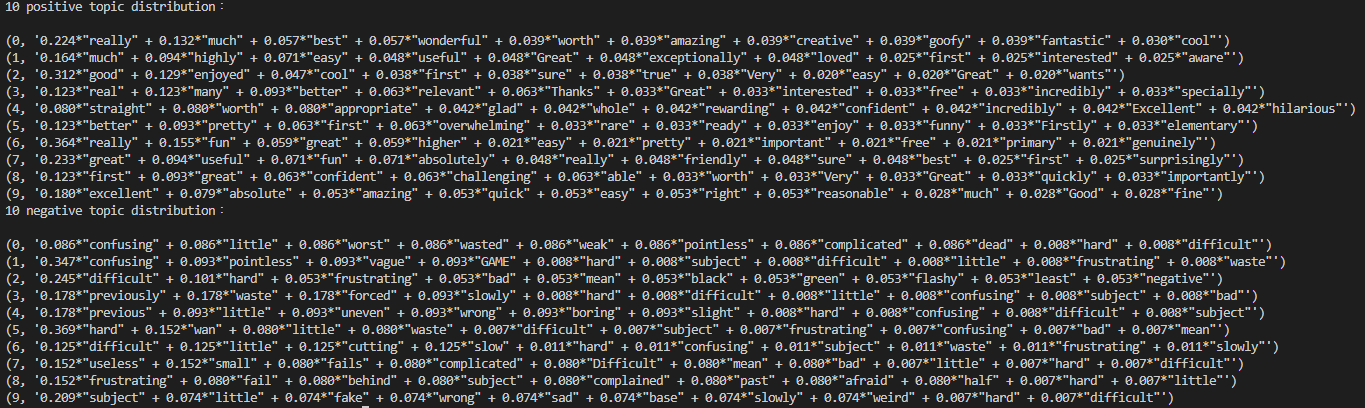 10 positive topic distribution：
(0, '0.224*"really" + 0.132*"much" + 0.057*"best" + 0.057*"wonderful" + 0.039*"worth" + 0.039*"amazing" + 0.039*"creative" + 0.039*"goofy" + 0.039*"fantastic" + 0.030*"cool"')
(1, '0.164*"much" + 0.094*"highly" + 0.071*"easy" + 0.048*"useful" + 0.048*"Great" + 0.048*"exceptionally" + 0.048*"loved" + 0.025*"first" + 0.025*"interested" + 0.025*"aware"')
(2, '0.312*"good" + 0.129*"enjoyed" + 0.047*"cool" + 0.038*"first" + 0.038*"sure" + 0.038*"true" + 0.038*"Very" + 0.020*"easy" + 0.020*"Great" + 0.020*"wants"')
(3, '0.123*"real" + 0.123*"many" + 0.093*"better" + 0.063*"relevant" + 0.063*"Thanks" + 0.033*"Great" + 0.033*"interested" + 0.033*"free" + 0.033*"incredibly" + 0.033*"specially"')
(4, '0.080*"straight" + 0.080*"worth" + 0.080*"appropriate" + 0.042*"glad" + 0.042*"whole" + 0.042*"rewarding" + 0.042*"confident" + 0.042*"incredibly" + 0.042*"Excellent" + 0.042*"hilarious"')
(5, '0.123*"better" + 0.093*"pretty" + 0.063*"first" + 0.063*"overwhelming" + 0.033*"rare" + 0.033*"ready" + 0.033*"enjoy" + 0.033*"funny" + 0.033*"Firstly" + 0.033*"elementary"')
(6, '0.364*"really" + 0.155*"fun" + 0.059*"great" + 0.059*"higher" + 0.021*"easy" + 0.021*"pretty" + 0.021*"important" + 0.021*"free" + 0.021*"primary" + 0.021*"genuinely"')
(7, '0.233*"great" + 0.094*"useful" + 0.071*"fun" + 0.071*"absolutely" + 0.048*"really" + 0.048*"friendly" + 0.048*"sure" + 0.048*"best" + 0.025*"first" + 0.025*"surprisingly"')
(8, '0.123*"first" + 0.093*"great" + 0.063*"confident" + 0.063*"challenging" + 0.063*"able" + 0.033*"worth" + 0.033*"Very" + 0.033*"Great" + 0.033*"quickly" + 0.033*"importantly"')
(9, '0.180*"excellent" + 0.079*"absolute" + 0.053*"amazing" + 0.053*"quick" + 0.053*"easy" + 0.053*"right" + 0.053*"reasonable" + 0.028*"much" + 0.028*"Good" + 0.028*"fine"')
10 negative topic distribution：
(0, '0.086*"confusing" + 0.086*"little" + 0.086*"worst" + 0.086*"wasted" + 0.086*"weak" + 0.086*"pointless" + 0.086*"complicated" + 0.086*"dead" + 0.008*"hard" + 0.008*"difficult"')
(1, '0.347*"confusing" + 0.093*"pointless" + 0.093*"vague" + 0.093*"GAME" + 0.008*"hard" + 0.008*"subject" + 0.008*"difficult" + 0.008*"little" + 0.008*"frustrating" + 0.008*"waste"')
(2, '0.245*"difficult" + 0.101*"hard" + 0.053*"frustrating" + 0.053*"bad" + 0.053*"mean" + 0.053*"black" + 0.053*"green" + 0.053*"flashy" + 0.053*"least" + 0.053*"negative"')
(3, '0.178*"previously" + 0.178*"waste" + 0.178*"forced" + 0.093*"slowly" + 0.008*"hard" + 0.008*"difficult" + 0.008*"little" + 0.008*"confusing" + 0.008*"subject" + 0.008*"bad"')
(4, '0.178*"previous" + 0.093*"little" + 0.093*"uneven" + 0.093*"wrong" + 0.093*"boring" + 0.093*"slight" + 0.008*"hard" + 0.008*"confusing" + 0.008*"difficult" + 0.008*"subject"')
(5, '0.369*"hard" + 0.152*"wan" + 0.080*"little" + 0.080*"waste" + 0.007*"difficult" + 0.007*"subject" + 0.007*"frustrating" + 0.007*"confusing" + 0.007*"bad" + 0.007*"mean"')
(6, '0.125*"difficult" + 0.125*"little" + 0.125*"cutting" + 0.125*"slow" + 0.011*"hard" + 0.011*"confusing" + 0.011*"subject" + 0.011*"waste" + 0.011*"frustrating" + 0.011*"slowly"')
(7, '0.152*"useless" + 0.152*"small" + 0.080*"fails" + 0.080*"complicated" + 0.080*"Difficult" + 0.080*"mean" + 0.080*"bad" + 0.007*"little" + 0.007*"hard" + 0.007*"difficult"')
(8, '0.152*"frustrating" + 0.080*"fail" + 0.080*"behind" + 0.080*"subject" + 0.080*"complained" + 0.080*"past" + 0.080*"afraid" + 0.080*"half" + 0.007*"hard" + 0.007*"little"')
(9, '0.209*"subject" + 0.074*"little" + 0.074*"fake" + 0.074*"wrong" + 0.074*"sad" + 0.074*"base" + 0.074*"slowly" + 0.074*"weird" + 0.007*"hard" + 0.007*"difficult"')